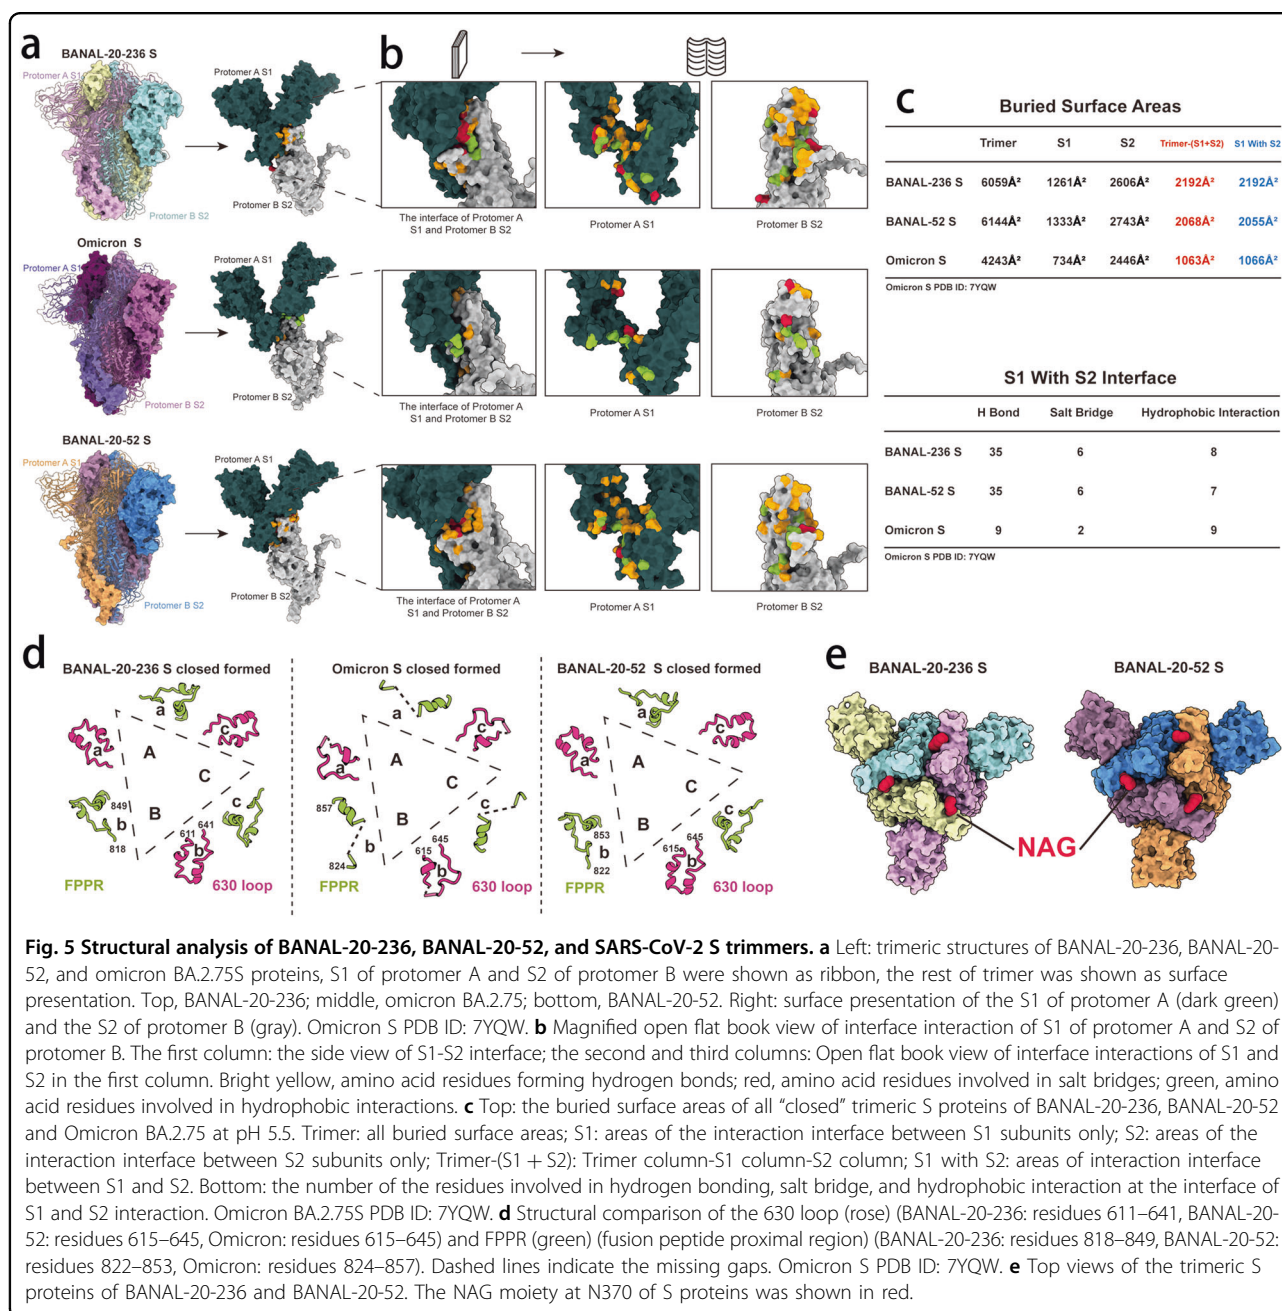 a
BANAL-20-236 S
Protomer A S1
Protomer B S2
Protomer A S1
Protomer B S2
Omicron S
Protomer A S1
Protomer B S2
Protomer A S1
Protomer B S2
BANAL-20-52 S
Protomer A S1
Protomer B S2
Protomer A S1
Protomer B S2
b
The interface of Protomer A
S1 and Protomer B S2
Protomer A S1
Protomer B S2
The interface of Protomer A
S1 and Protomer B S2
Protomer A S1
Protomer B S2
The interface of Protomer A
S1 and Protomer B S2
Protomer A S1
Protomer B S2
c
Buried Surface Areas
Trimer S1 S2 Trimer-(S1+S2) S1 With S2
BANAL-236 S 6059Å² 1261Å² 2606Å² 2192Å² 2192Å²
BANAL-52 S 6144Å² 1333Å² 2743Å² 2068Å² 2055Å²
Omicron S 4243Å² 734Å² 2446Å² 1063Å² 1066Å²
Omicron S PDB ID: 7YQW
S1 With S2 Interface
H Bond Salt Bridge Hydrophobic Interaction
BANAL-236 S 35 6 8
BANAL-52 S 35 6 7
Omicron S 9 2 9
Omicron S PDB ID: 7YQW
d
BANAL-20-236 S closed formed
a
c
a
A
C
B
c
849
b
818
611
641
b
FPPR
630 loop
Omicron S closed formed
a
c
a
A
C
B
c
857
b
824
615
645
b
FPPR
630 loop
BANAL-20-52 S closed formed
a
c
a
A
C
B
c
853
b
822
615
645
b
FPPR
630 loop
e
BANAL-20-236 S
BANAL-20-52 S
NAG
Fig. 5 Structural analysis of BANAL-20-236, BANAL-20-52, and SARS-CoV-2 S trimmers. a Left: trimeric structures of BANAL-20-236, BANAL-20-
52, and omicron BA.2.75S proteins, S1 of protomer A and S2 of protomer B were shown as ribbon, the rest of trimer was shown as surface
presentation. Top, BANAL-20-236; middle, omicron BA.2.75; bottom, BANAL-20-52. Right: surface presentation of the S1 of protomer A (dark green)
and the S2 of protomer B (gray). Omicron S PDB ID: 7YQW. b Magnified open flat book view of interface interaction of S1 of protomer A and S2 of
protomer B. The first column: the side view of S1-S2 interface; the second and third columns: Open flat book view of interface interactions of S1 and
S2 in the first column. Bright yellow, amino acid residues forming hydrogen bonds; red, amino acid residues involved in salt bridges; green, amino
acid residues involved in hydrophobic interactions. c Top: the buried surface areas of all “closed” trimeric S proteins of BANAL-20-236, BANAL-20-52
and Omicron BA.2.75 at pH 5.5. Trimer: all buried surface areas; S1: areas of the interaction interface between S1 subunits only; S2: areas of the
interaction interface between S2 subunits only; Trimer-(S1 + S2): Trimer column-S1 column-S2 column; S1 with S2: areas of interaction interface
between S1 and S2. Bottom: the number of the residues involved in hydrogen bonding, salt bridge, and hydrophobic interaction at the interface of
S1 and S2 interaction. Omicron BA.2.75S PDB ID: 7YQW. d Structural comparison of the 630 loop (rose) (BANAL-20-236: residues 611–641, BANAL-20-
52: residues 615–645, Omicron: residues 615–645) and FPPR (green) (fusion peptide proximal region) (BANAL-20-236: residues 818–849, BANAL-20-52:
residues 822–853, Omicron: residues 824–857). Dashed lines indicate the missing gaps. Omicron S PDB ID: 7YQW. e Top views of the trimeric S
proteins of BANAL-20-236 and BANAL-20-52. The NAG moiety at N370 of S proteins was shown in red.